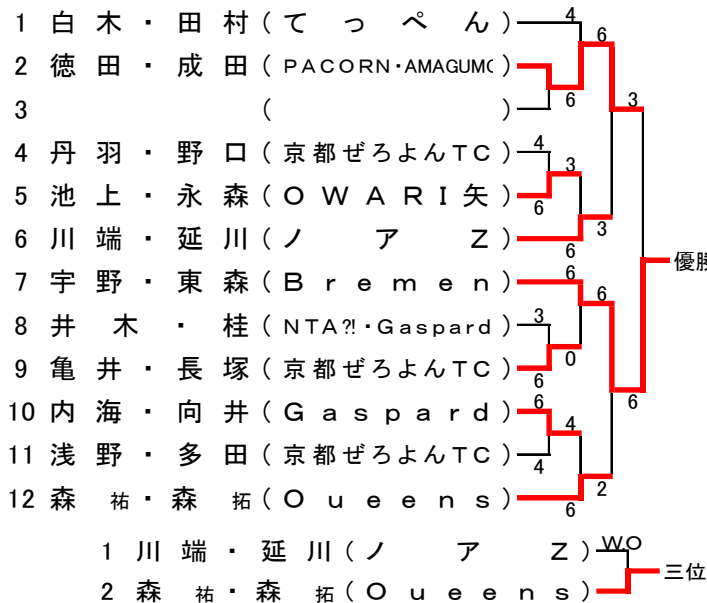 1 白木・田村(てっぺん) 4 6
2 徳田・成田(PACORN・AMAGUMO) 6 3
3 ( )
4 丹羽・野口(京都ぜろよんTC) 4 3
5 池上・永森(OWARI矢) 6
6 川端・延川(ノアZ) 6 3
優勝
7 宇野・東森(Bremen) 6 6
8 井木・桂(NTA?!・Gaspard) 3
9 亀井・長塚(京都ぜろよんTC) 6 0
10 内海・向井(Gaspard) 6 4 6
11 浅野・多田(京都ぜろよんTC) 4
12 森祐・森拓(Oueens) 6 2
1 川端・延川(ノアZ) WO
三位
2 森祐・森拓(Oueens)